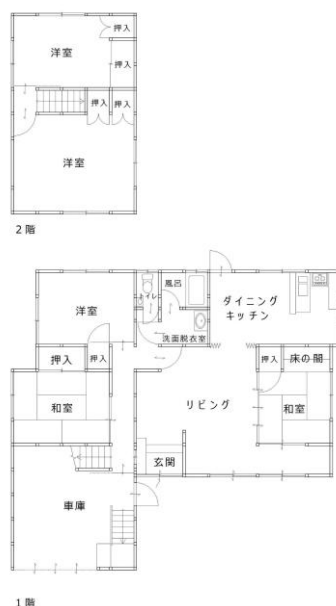 押入
洋室
押入
押入
押入
洋室
2階
風呂
トイレ
ダイニング
キッチン
洋室
洗面脱衣室
押入
押入
押入
床の間
和室
リビング
和室
玄関
車庫
1階